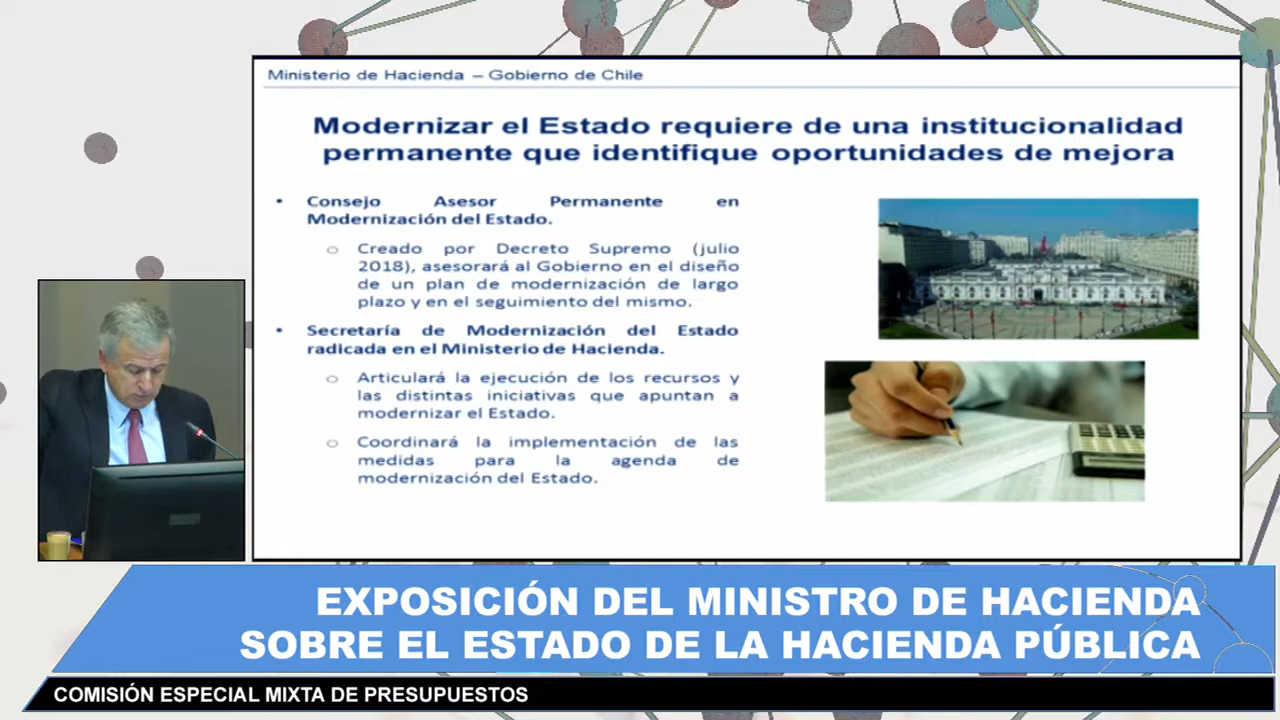 Ministerio de Hacienda – Gobierno de Chile
Modernizar el Estado requiere de una institucionalidad
permanente que identifique oportunidades de mejora
• Consejo Asesor Permanente en
Modernización del Estado.
o Creado por Decreto Supremo (julio
2018), asesorará al Gobierno en el diseño
de un plan de modernización de largo
plazo y en el seguimiento del mismo.
• Secretaría de Modernización del Estado
radicada en el Ministerio de Hacienda.
o Articulará la ejecución de los recursos y
las distintas iniciativas que apuntan a
modernizar el Estado.
o Coordinará la implementación de las
medidas para la agenda de
modernización del Estado.
EXPOSICIÓN DEL MINISTRO DE HACIENDA
SOBRE EL ESTADO DE LA HACIENDA PÚBLICA
COMISIÓN ESPECIAL MIXTA DE PRESUPUESTOS